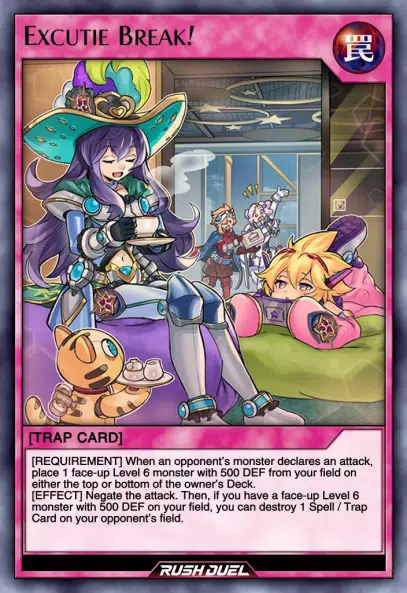 EXCUTIE BREAK!
罠
[TRAP CARD]
[REQUIREMENT] When an opponent's monster declares an attack,
place 1 face-up Level 6 monster with 500 DEF from your field on
either the top or bottom of the owner's Deck.
[EFFECT] Negate the attack. Then, if you have a face-up Level 6
monster with 500 DEF on your field, you can destroy 1 Spell / Trap
Card on your opponent's field.
RUSH DUEL